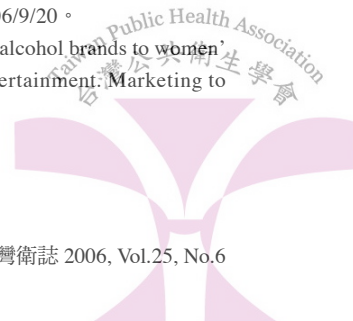 06/9/20。
Taiwan Public Health Association
alcohol brands to women'
台灣公共衛生學會
ertainment. Marketing to
灣衛誌 2006, Vol.25, No.6